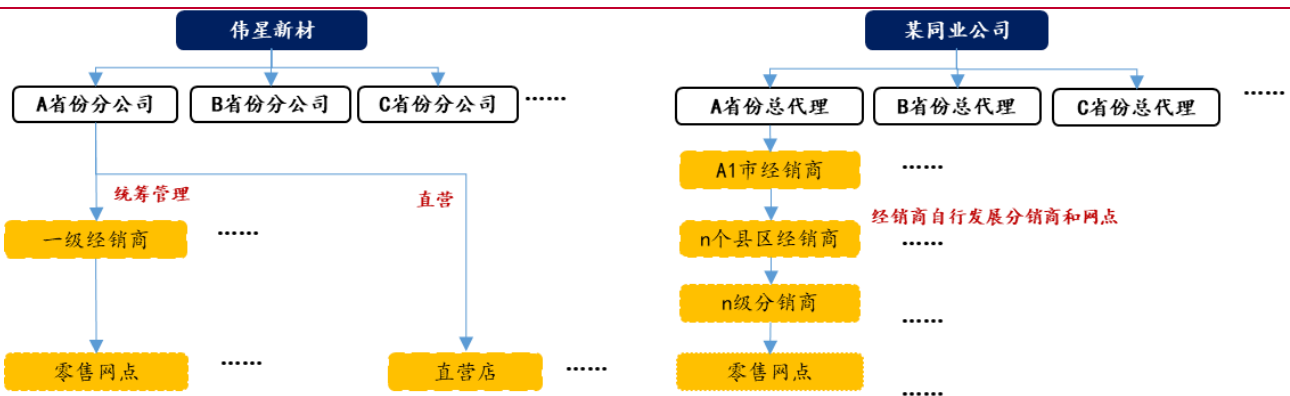 伟星新材
某同业公司
A省份分公司
B省份分公司
C省份分公司
……
A省份总代理
B省份总代理
C省份总代理
……
统筹管理
直营
A1市经销商
……
经销商自行发展分销商和网点
一级经销商
……
n个县区经销商
……
n级分销商
……
零售网点
……
直营店
……
零售网点
……